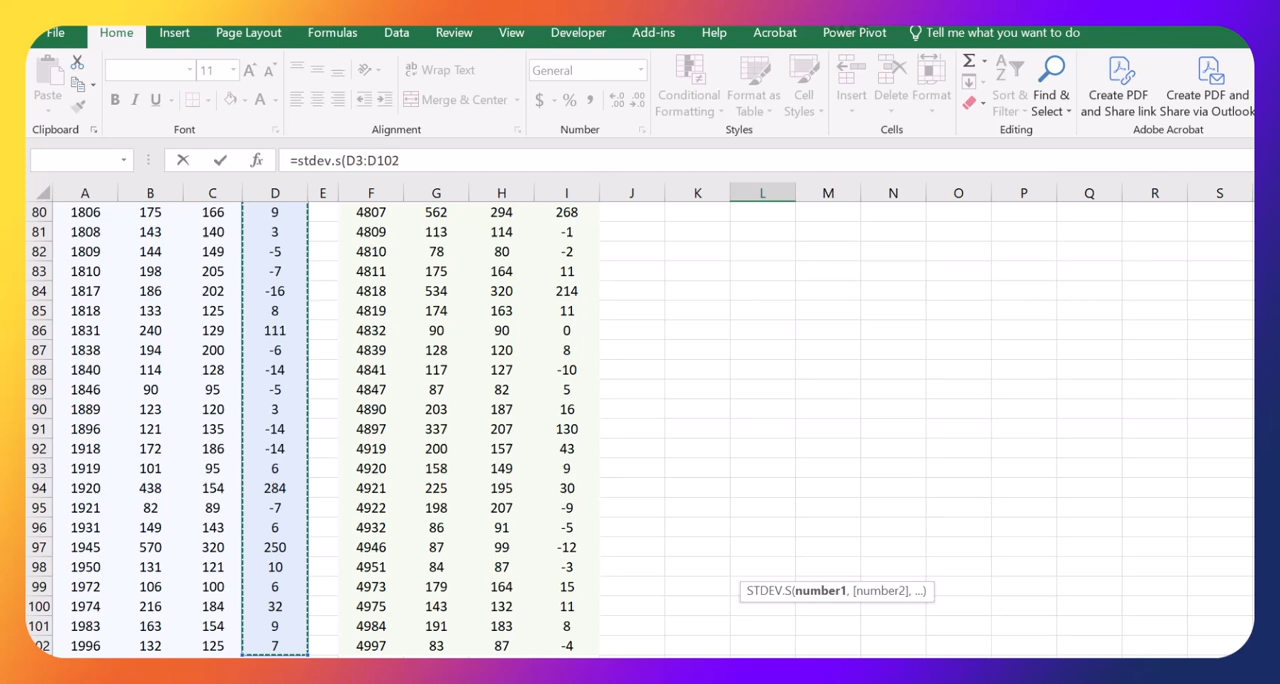 File Home Insert Page Layout Formulas Data Review View Developer Add-ins Help Acrobat Power Pivot Tell me what you want to do
11 A A Wrap Text General
Paste B I U A Merge & Center $ % , Conditional Format as Cell Insert Delete Format Sort & Find & Create PDF Create PDF and
Formatting Table Styles Filter Select and Share link Share via Outlook
Clipboard Font Alignment Number Styles Cells Editing Adobe Acrobat
fx =stdev.s(D3:D102
A B C D E F G H I J K L M N O P Q R S
80 1806 175 166 9 4807 562 294 268
81 1808 143 140 3 4809 113 114 -1
82 1809 144 149 -5 4810 78 80 -2
83 1810 198 205 -7 4811 175 164 11
84 1817 186 202 -16 4818 534 320 214
85 1818 133 125 8 4819 174 163 11
86 1831 240 129 111 4832 90 90 0
87 1838 194 200 -6 4839 128 120 8
88 1840 114 128 -14 4841 117 127 -10
89 1846 90 95 -5 4847 87 82 5
90 1889 123 120 3 4890 203 187 16
91 1896 121 135 -14 4897 337 207 130
92 1918 172 186 -14 4919 200 157 43
93 1919 101 95 6 4920 158 149 9
94 1920 438 154 284 4921 225 195 30
95 1921 82 89 -7 4922 198 207 -9
96 1931 149 143 6 4932 86 91 -5
97 1945 570 320 250 4946 87 99 -12
98 1950 131 121 10 4951 84 87 -3
99 1972 106 100 6 4973 179 164 15
STDEV.S(number1, [number2], ...)
100 1974 216 184 32 4975 143 132 11
101 1983 163 154 9 4984 191 183 8
02 1996 132 125 7 4997 83 87 -4